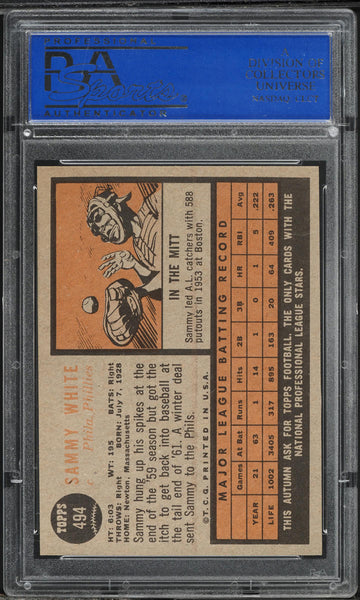 PROFESSIONAL
PSA
AUTHENTICATOR
A
DIVISION OF
COLLECTORS
UNIVERSE
NASDAQ: CLCT
TOPPS
494
SAMMY WHITE
Phila. Phillies
HT: 6:03 WT: 195 BATS: Right
THROWS: Right BORN: July 7, 1928
HOME: Newton, Massachusetts
Sammy hung up his spikes at the
end of the '59 season but got the
itch to get back into baseball at
the tail end of '61. A winter deal
sent Sammy to the Phils.
IN THE MITT
Sammy led A.L. catchers with 588
putouts in 1953 at Boston.
© T. C. G. PRINTED IN U.S.A.
MAJOR LEAGUE BATTING RECORD
Games At Bat Runs Hits 2B 3B HR RBI Avg
YEAR 21 63 1 14 1 0 1 5 .222
LIFE 1002 3405 317 895 163 20 64 409 .263
THIS AUTUMN ASK FOR TOPPS FOOTBALL, THE ONLY CARDS WITH THE
NATIONAL PROFESSIONAL LEAGUE STARS.